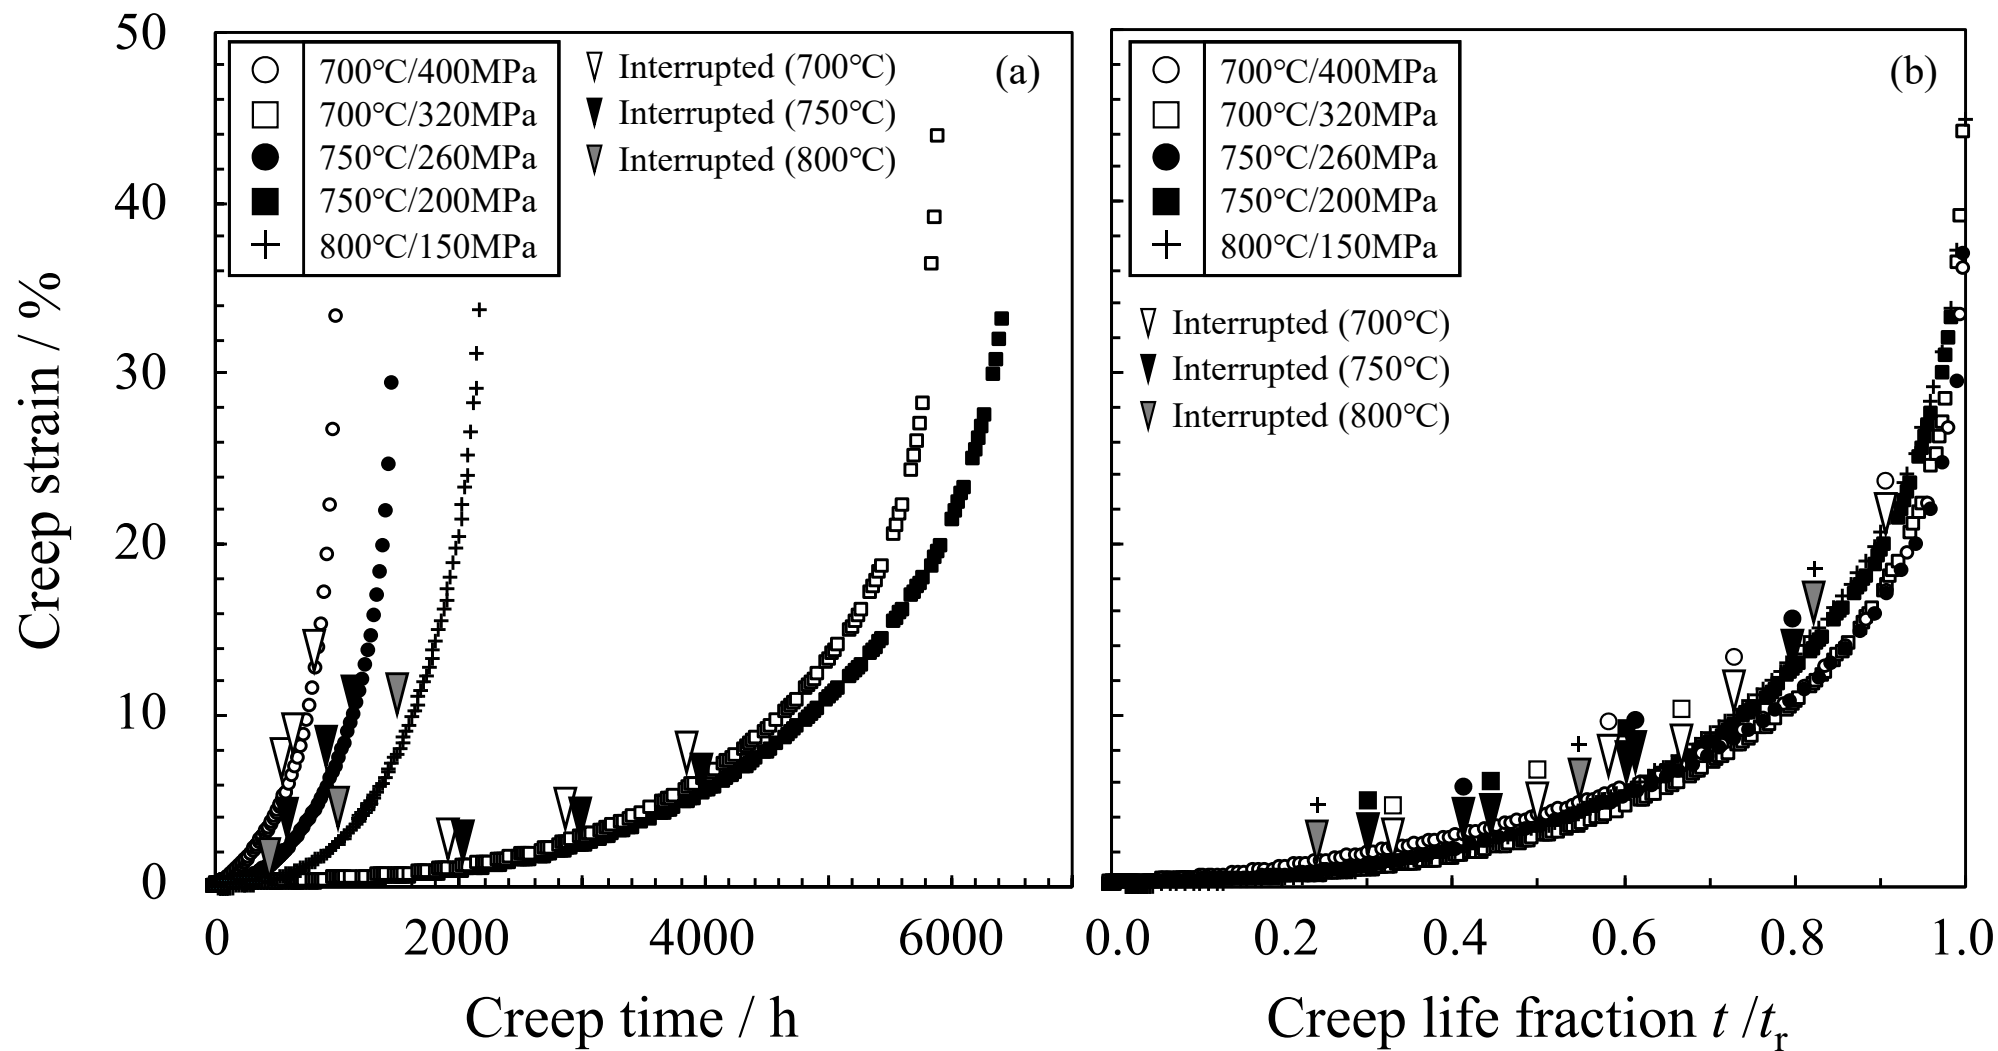 50
40
30
20
10
0
Creep strain / %
700℃/400MPa
700℃/320MPa
750℃/260MPa
750℃/200MPa
800℃/150MPa
Interrupted (700℃)
Interrupted (750℃)
Interrupted (800℃)
(a)
0 2000 4000 6000
Creep time / h
700℃/400MPa
700℃/320MPa
750℃/260MPa
750℃/200MPa
800℃/150MPa
(b)
Interrupted (700℃)
Interrupted (750℃)
Interrupted (800℃)
0.0 0.2 0.4 0.6 0.8 1.0
Creep life fraction t /tr